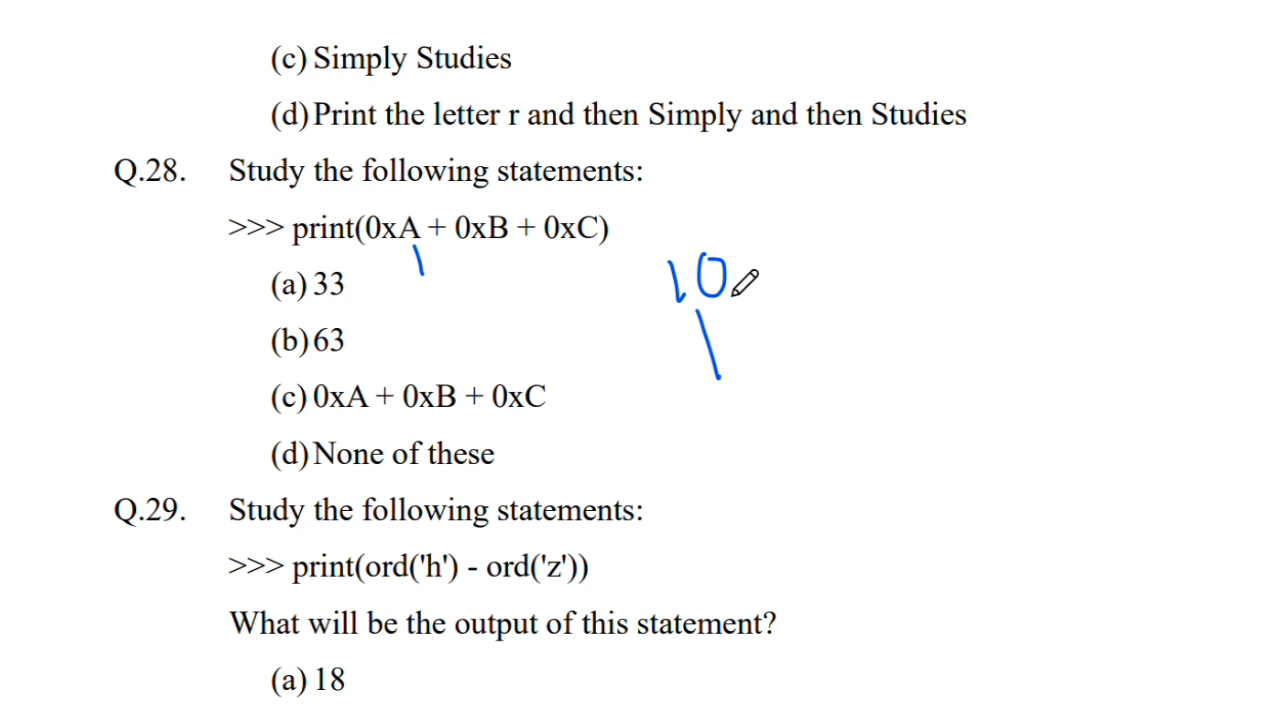 (c) Simply Studies
(d) Print the letter r and then Simply and then Studies
Q.28. Study the following statements:
>>> print(0xA + 0xB + 0xC)
(a) 33
10
(b) 63
(c) 0xA + 0xB + 0xC
(d) None of these
Q.29. Study the following statements:
>>> print(ord('h') - ord('z'))
What will be the output of this statement?
(a) 18